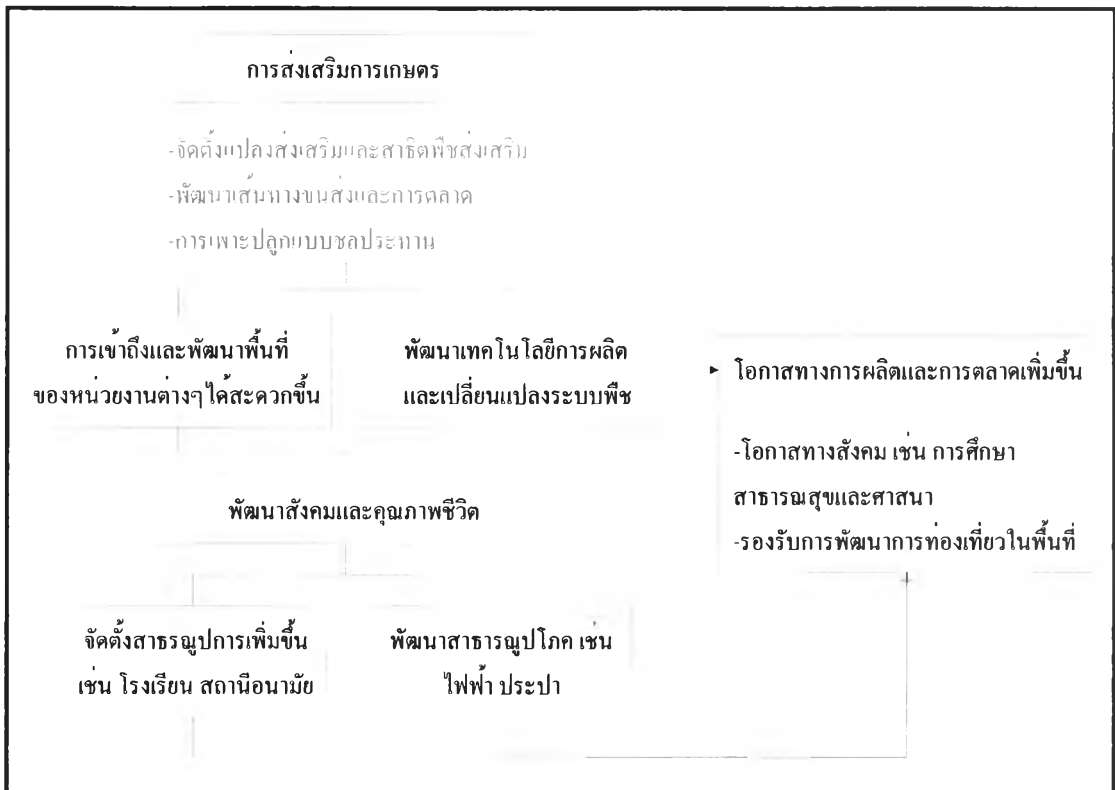 การส่งเสริมการเกษตร
-จัดตั้งแปลงส่งเสริมและสาธิตพืชส่งเสริม
-พัฒนาเส้นทางขนส่งและการตลาด
-การเพาะปลูกแบบชลประทาน
การเข้าถึงและพัฒนาพื้นที่
ของหน่วยงานต่างๆได้สะดวกขึ้น
พัฒนาเทคโนโลยีการผลิต
และเปลี่ยนแปลงระบบพืช
โอกาสทางการผลิตและการตลาดเพิ่มขึ้น
-โอกาสทางสังคม เช่น การศึกษา
สาธารณสุขและศาสนา
-รองรับการพัฒนาการท่องเที่ยวในพื้นที่
พัฒนาสังคมและคุณภาพชีวิต
จัดตั้งสาธรณูปการเพิ่มขึ้น
เช่น โรงเรียน สถานีอนามัย
พัฒนาสาธารณูปโภค เช่น
ไฟฟ้า ประปา